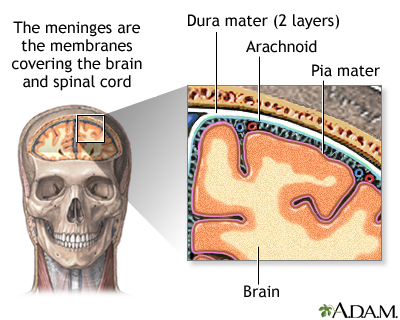 The meninges are
the membranes
covering the brain
and spinal cord
Dura mater (2 layers)
Arachnoid
Pia mater
Brain
A.D.A.M.